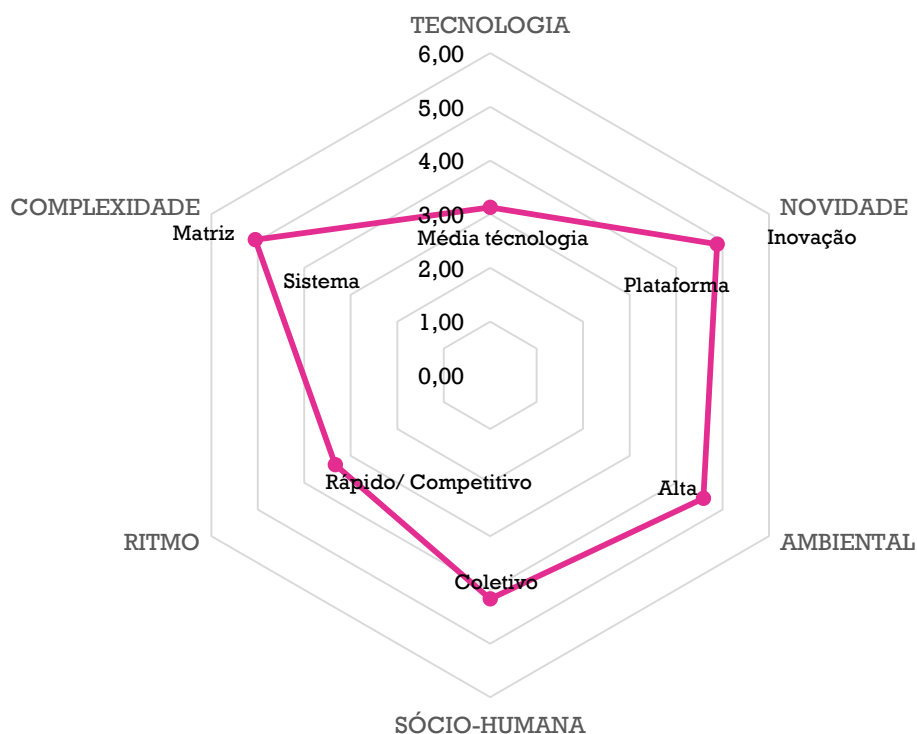 TECNOLOGIA
6,00
5,00
4,00
COMPLEXIDADE
NOVIDADE
3,00
Matriz
Média técnologia
Inovação
Sistema
2,00
Plataforma
1,00
0,00
Rápido/ Competitivo
Alta
RITMO
AMBIENTAL
Coletivo
SÓCIO-HUMANA